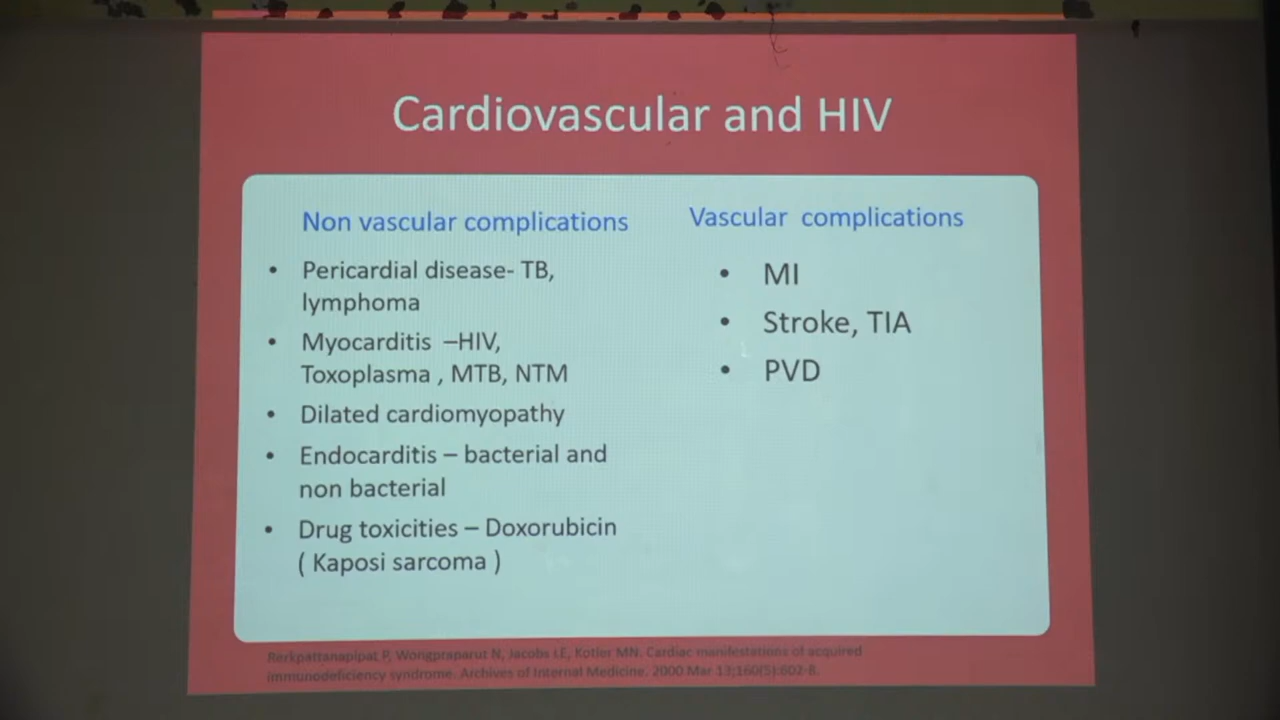 Cardiovascular and HIV
Non vascular complications
• Pericardial disease- TB,
lymphoma
• Myocarditis –HIV,
Toxoplasma , MTB, NTM
• Dilated cardiomyopathy
• Endocarditis – bacterial and
non bacterial
• Drug toxicities – Doxorubicin
( Kaposi sarcoma )
Vascular complications
• MI
• Stroke, TIA
• PVD
Rerkpattanapipat P, Wongpraparut N, Jacobs LE, Kotler MN. Cardiac manifestations of acquired
immunodeficiency syndrome. Archives of Internal Medicine. 2000 Mar 13;160(5):602-8.